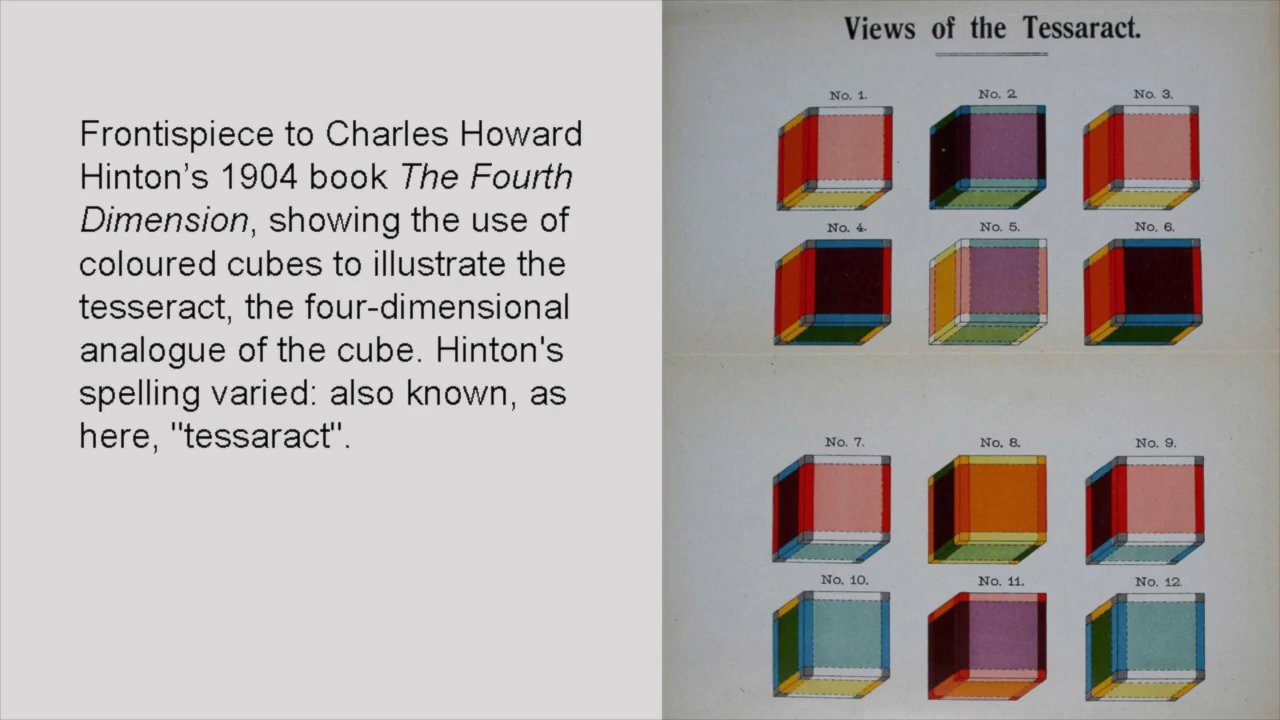 Frontispiece to Charles Howard
Hinton’s 1904 book The Fourth
Dimension, showing the use of
coloured cubes to illustrate the
tesseract, the four-dimensional
analogue of the cube. Hinton's
spelling varied: also known, as
here, "tessaract".
Views of the Tessaract.
No. 1.
No. 2
No. 3.
No. 4.
No. 5.
No. 6.
No. 7.
No. 8.
No. 9.
No. 10.
No. 11.
No. 12.